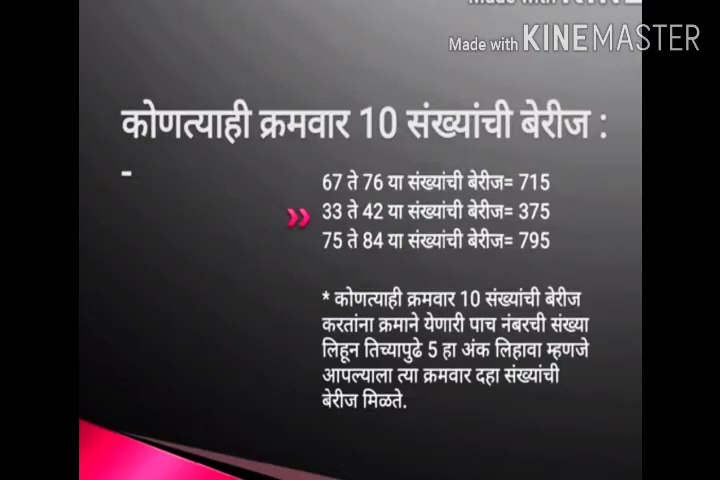 Made with KINEMASTER
कोणत्याही क्रमवार 10 संख्यांची बेरीज :
-
67 ते 76 या संख्यांची बेरीज= 715
33 ते 42 या संख्यांची बेरीज= 375
75 ते 84 या संख्यांची बेरीज= 795
* कोणत्याही क्रमवार 10 संख्यांची बेरीज
करतांना क्रमाने येणारी पाच नंबरची संख्या
लिहून तिच्यापुढे 5 हा अंक लिहावा म्हणजे
आपल्याला त्या क्रमवार दहा संख्यांची
बेरीज मिळते.